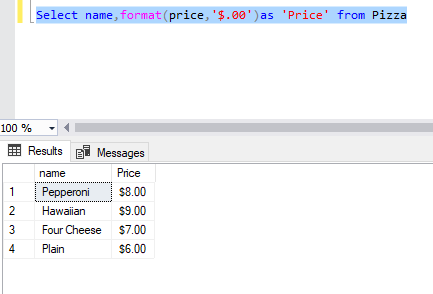 Select name,format(price,'$.00')as 'Price' from Pizza
100 %
Results Messages
name Price
1 Pepperoni $8.00
2 Hawaiian $9.00
3 Four Cheese $7.00
4 Plain $6.00